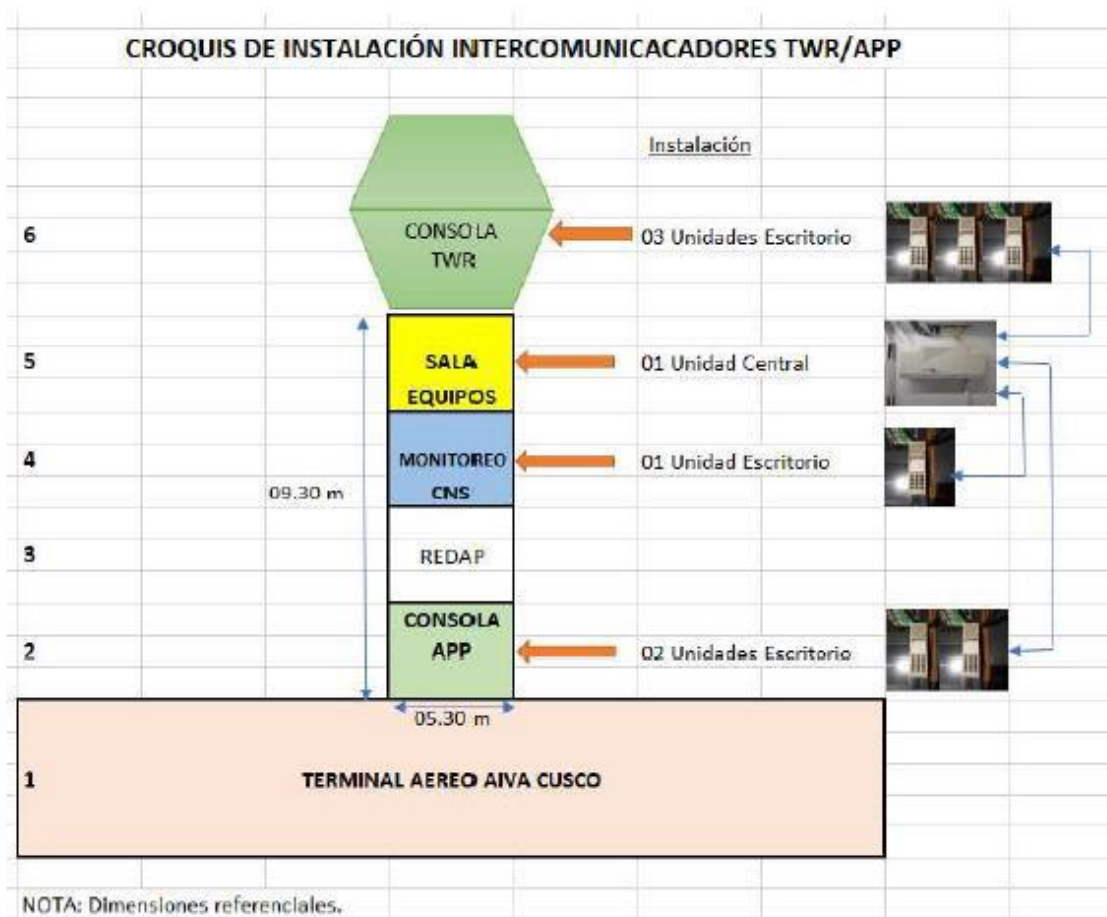 CROQUIS DE INSTALACIÓN INTERCOMUNICACADORES TWR/APP
Instalación
6
CONSOLA
TWR
03 Unidades Escritorio
5
SALA
EQUIPOS
01 Unidad Central
4
MONITOREO
CNS
01 Unidad Escritorio
09.30 m
3
REDAP
2
CONSOLA
APP
02 Unidades Escritorio
05.30 m
1
TERMINAL AEREO AIVA CUSCO
NOTA: Dimensiones referenciales.